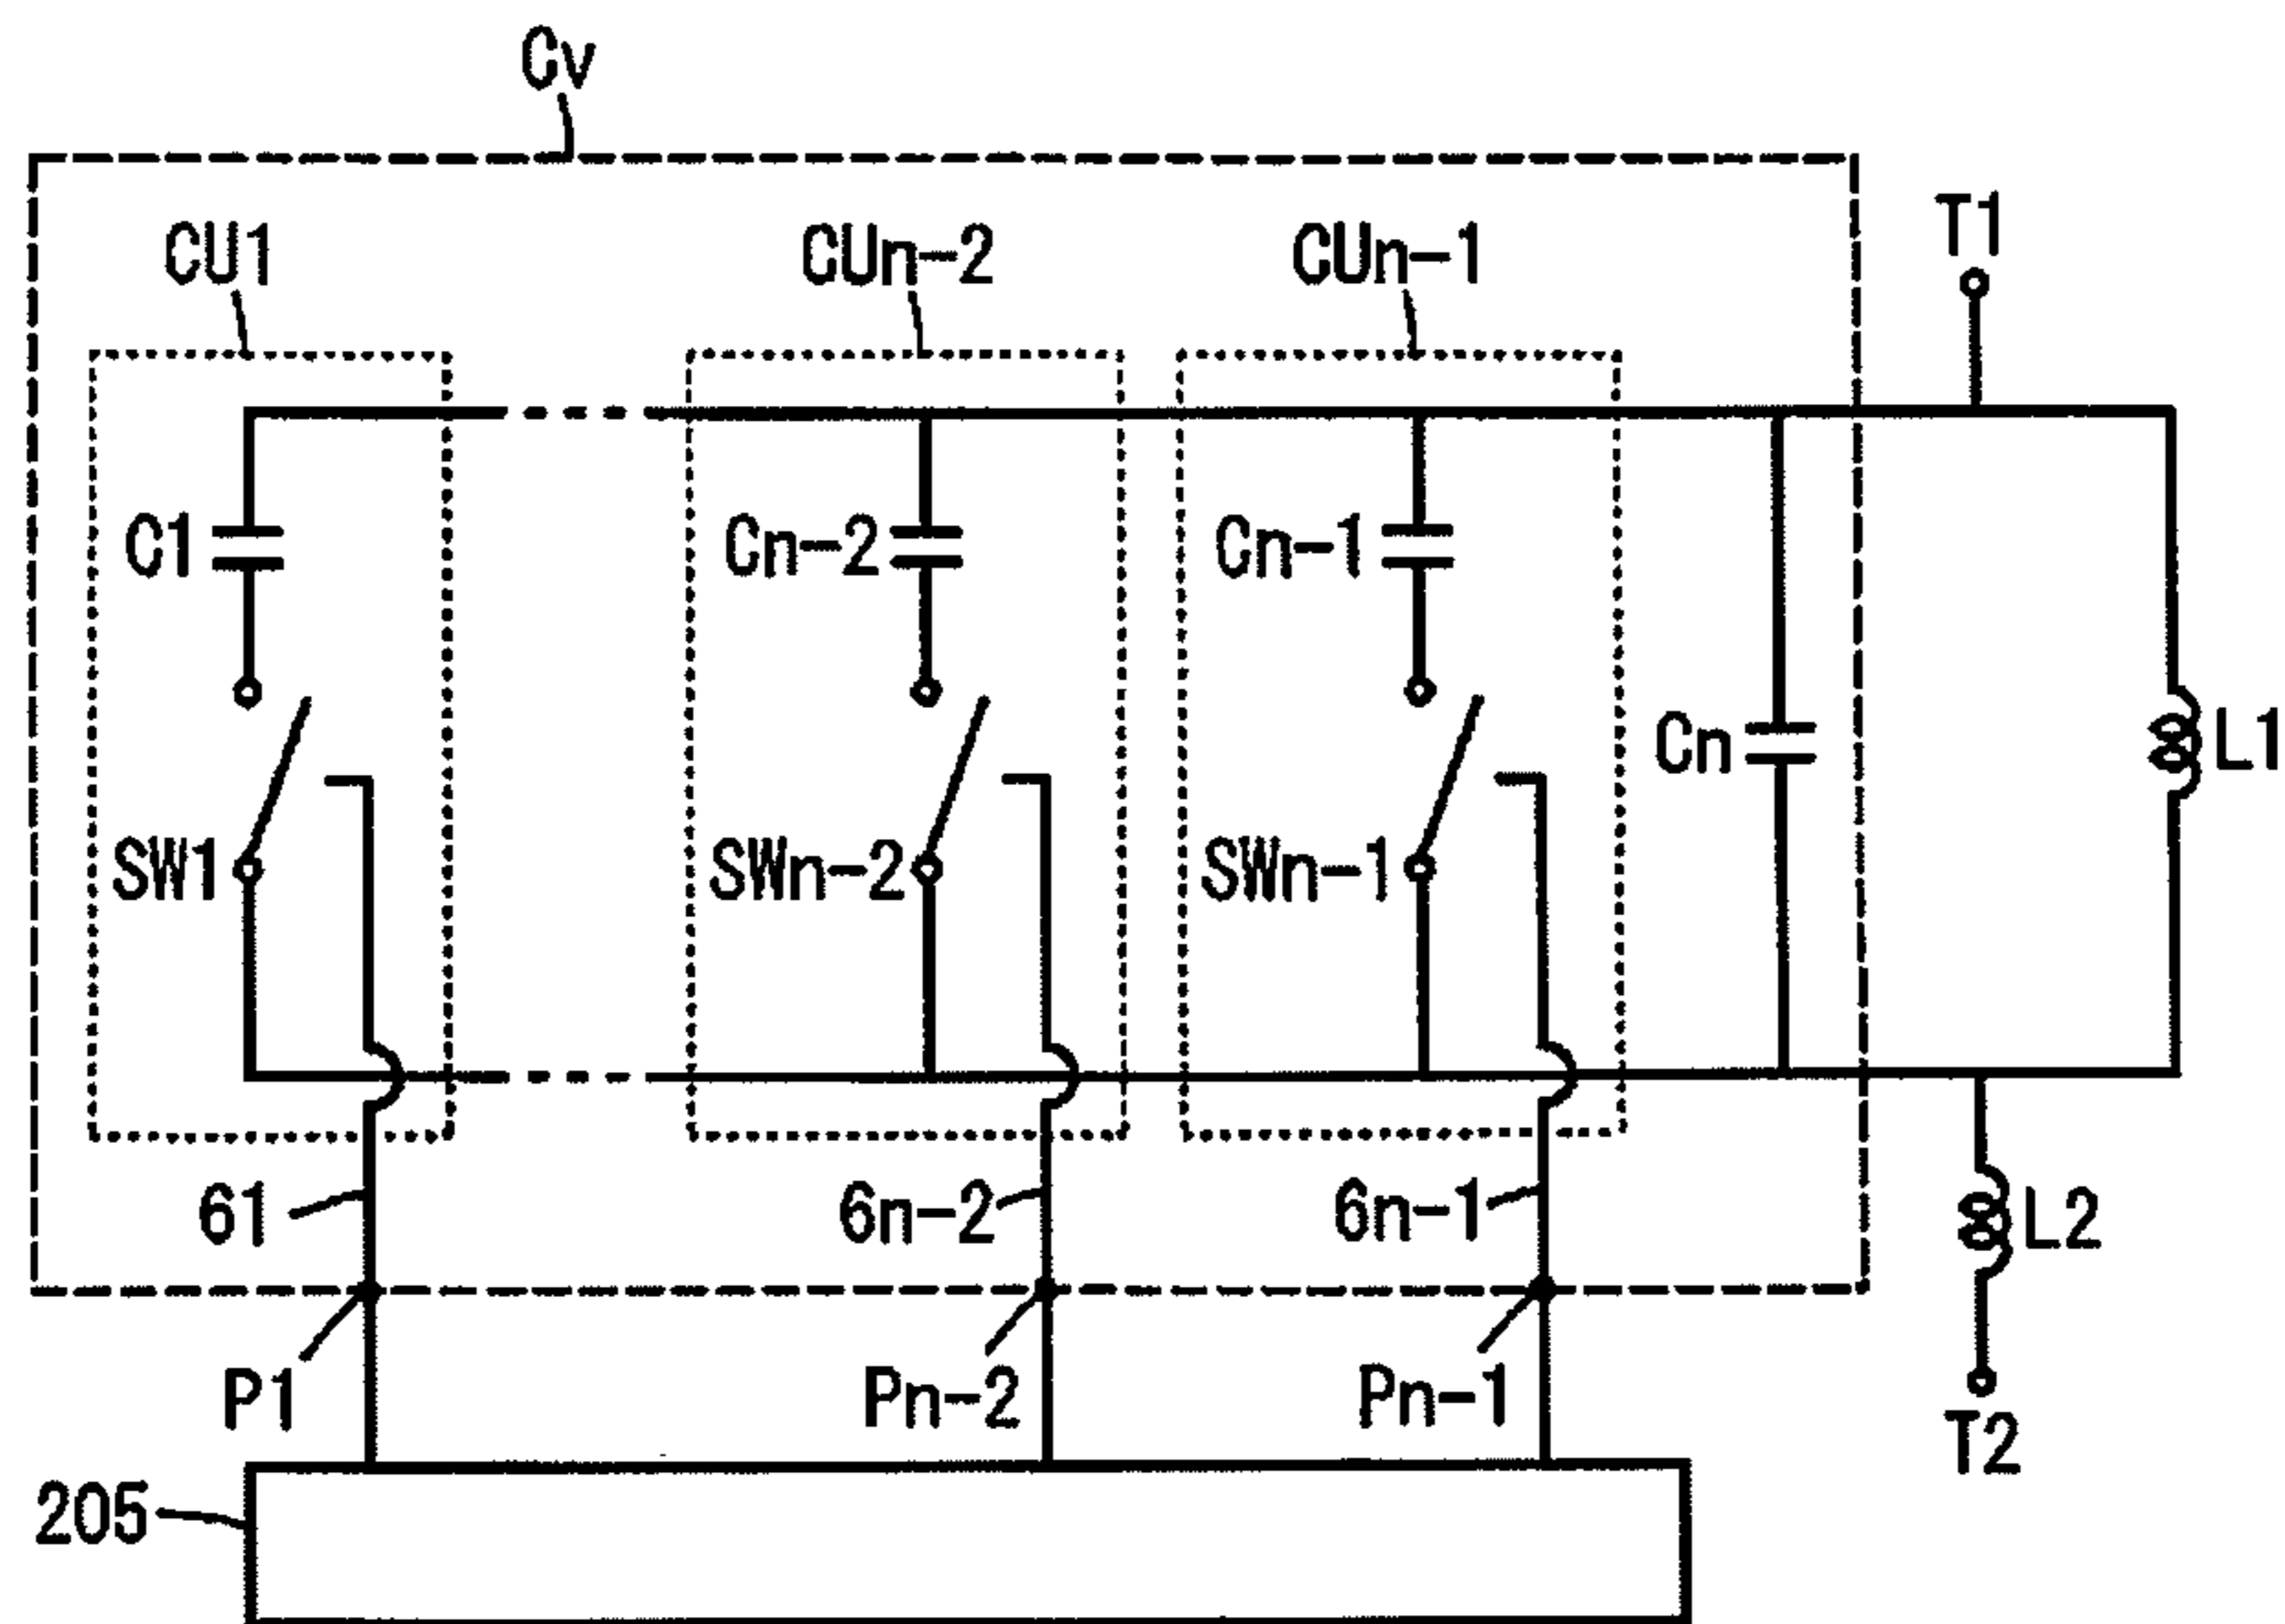 Cv
CU1
CUn-2
CUn-1
T1
C1
Cn-2
Cn-1
Cn
L1
SW1
SWn-2
SWn-1
61
6n-2
6n-1
L2
P1
Pn-2
Pn-1
T2
205